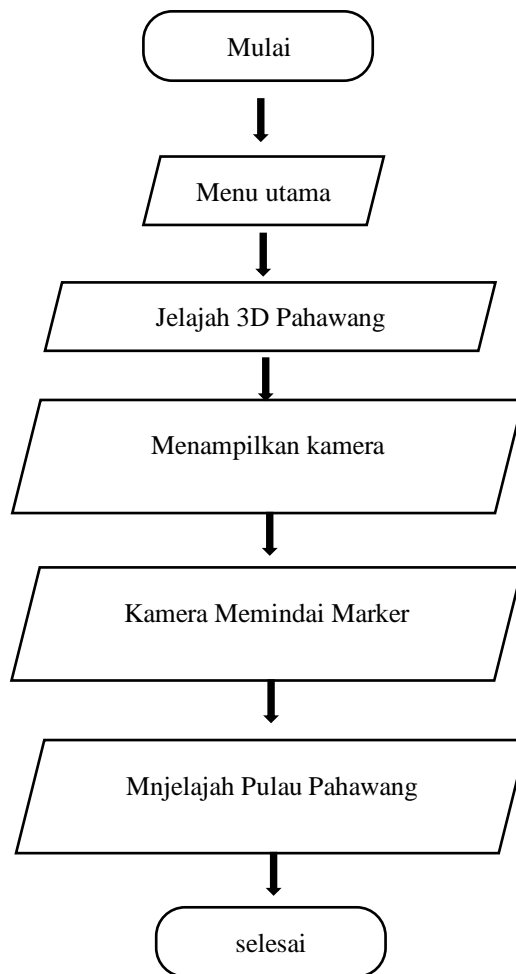 Mulai
Menu utama
Jelajah 3D Pahawang
Menampilkan kamera
Kamera Memindai Marker
Mnjelajah Pulau Pahawang
selesai